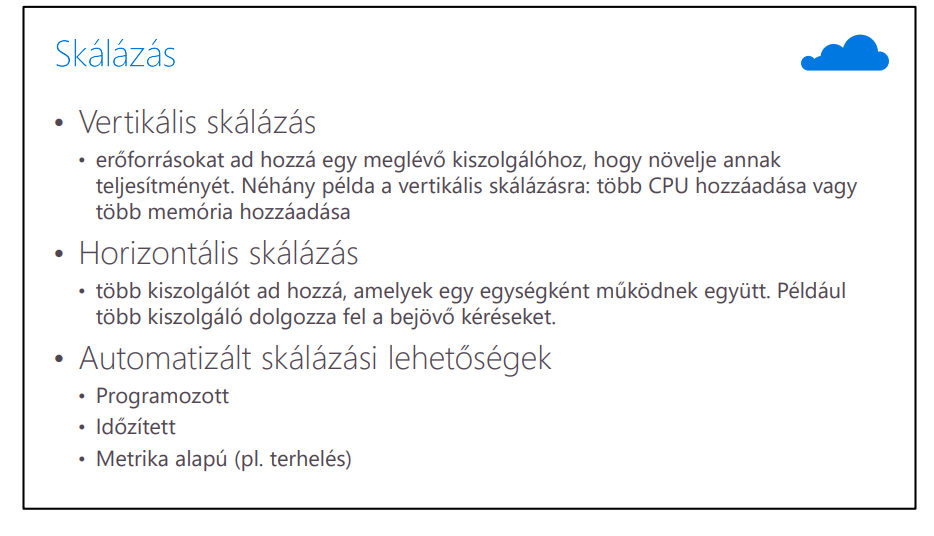 Skálázás
• Vertikális skálázás
• erőforrásokat ad hozzá egy meglévő kiszolgálóhoz, hogy növelje annak
teljesítményét. Néhány példa a vertikális skálázásra: több CPU hozzáadása vagy
több memória hozzáadása
• Horizontális skálázás
• több kiszolgálót ad hozzá, amelyek egy egységként működnek együtt. Például
több kiszolgáló dolgozza fel a bejövő kéréseket.
• Automatizált skálázási lehetőségek
• Programozott
• Időzített
• Metrika alapú (pl. terhelés)